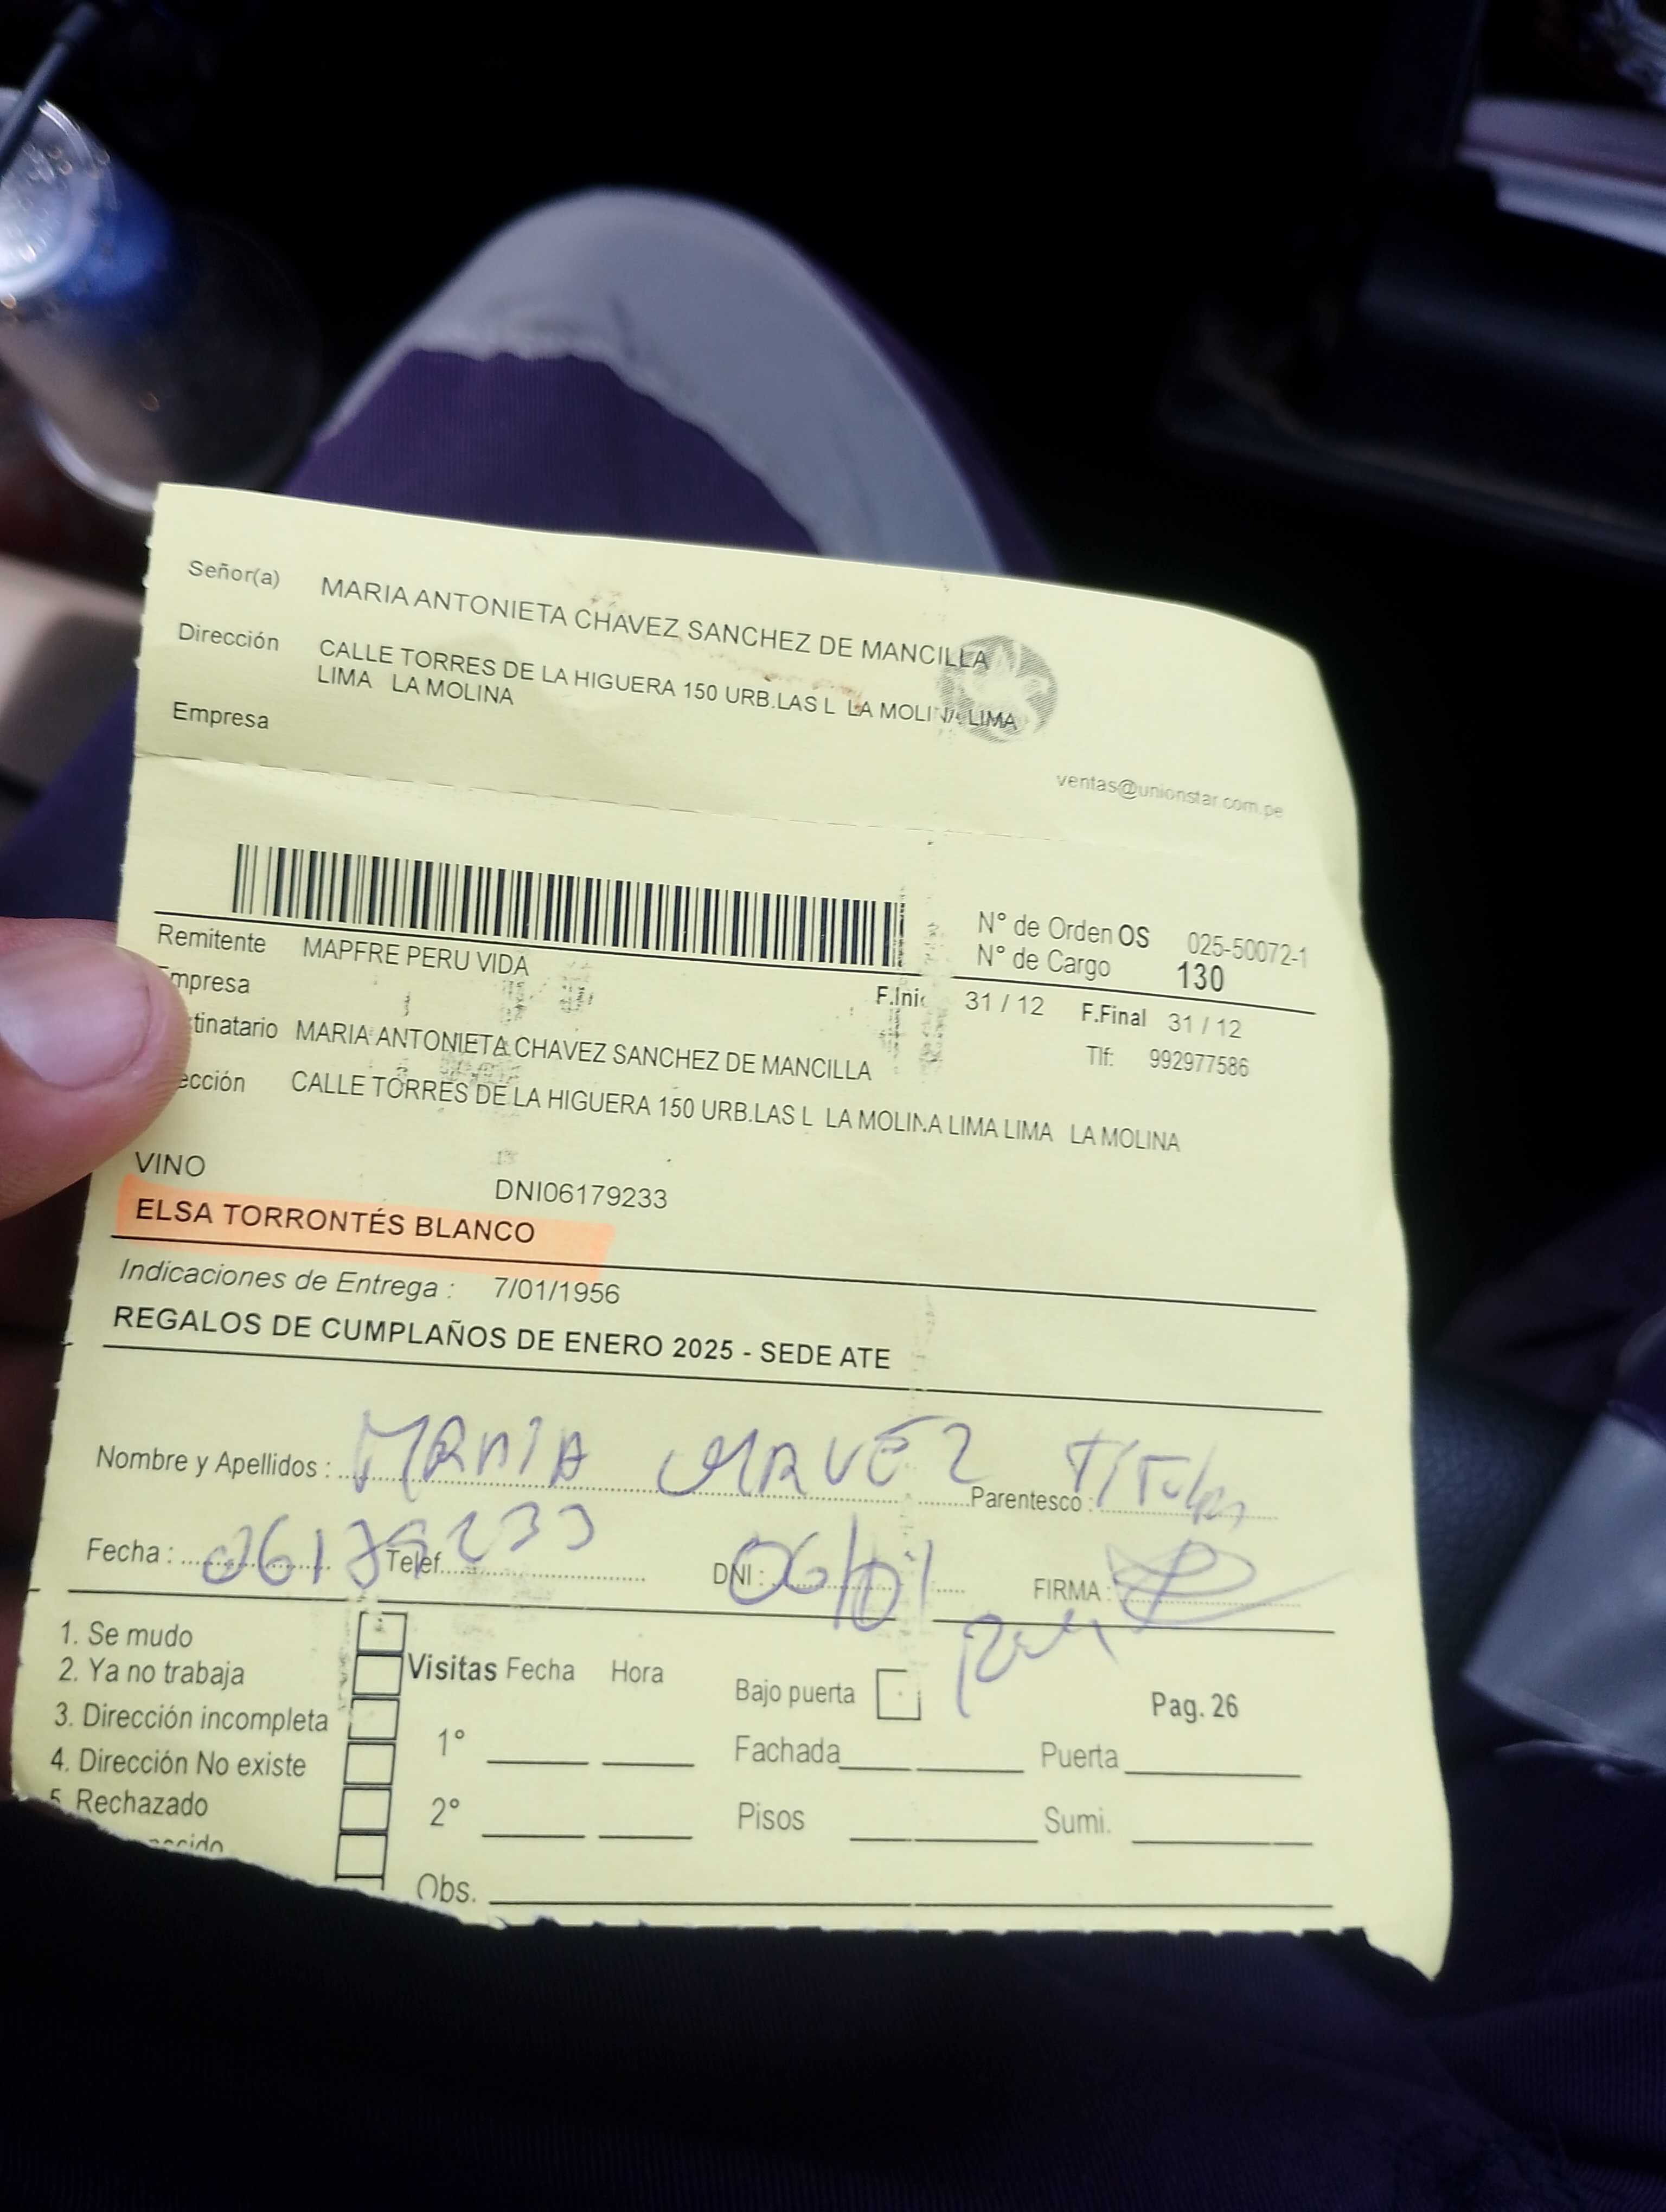 Señor(a) MARIA ANTONIETA CHAVEZ SANCHEZ DE MANCILLA
Dirección CALLE TORRES DE LA HIGUERA 150 URB.LAS L LA MOLINA LIMA
LIMA LA MOLINA
Empresa
ventas@unionstar.com.pe
N° de Orden OS 025-50072-1
N° de Cargo 130
Remitente MAPFRE PERU VIDA
mpresa
F.Inic 31 / 12 F.Final 31 / 12
tinatario MARIA ANTONIETA CHAVEZ SANCHEZ DE MANCILLA
Tlf: 992977586
ección CALLE TORRES DE LA HIGUERA 150 URB.LAS L LA MOLINA LIMA LIMA LA MOLINA
VINO
DNI06179233
ELSA TORRONTÉS BLANCO
Indicaciones de Entrega : 7/01/1956
REGALOS DE CUMPLAÑOS DE ENERO 2025 - SEDE ATE
Nombre y Apellidos : MARIA CHAVEZ Parentesco : TITULAR
Fecha : 06179233 Telef. DNI : 06/01 FIRMA :
1. Se mudo
2. Ya no trabaja
3. Dirección incompleta
4. Dirección No existe
5. Rechazado
Visitas Fecha Hora
1°
2°
Obs.
Bajo puerta
Pag. 26
Fachada Puerta
Pisos Sumi.